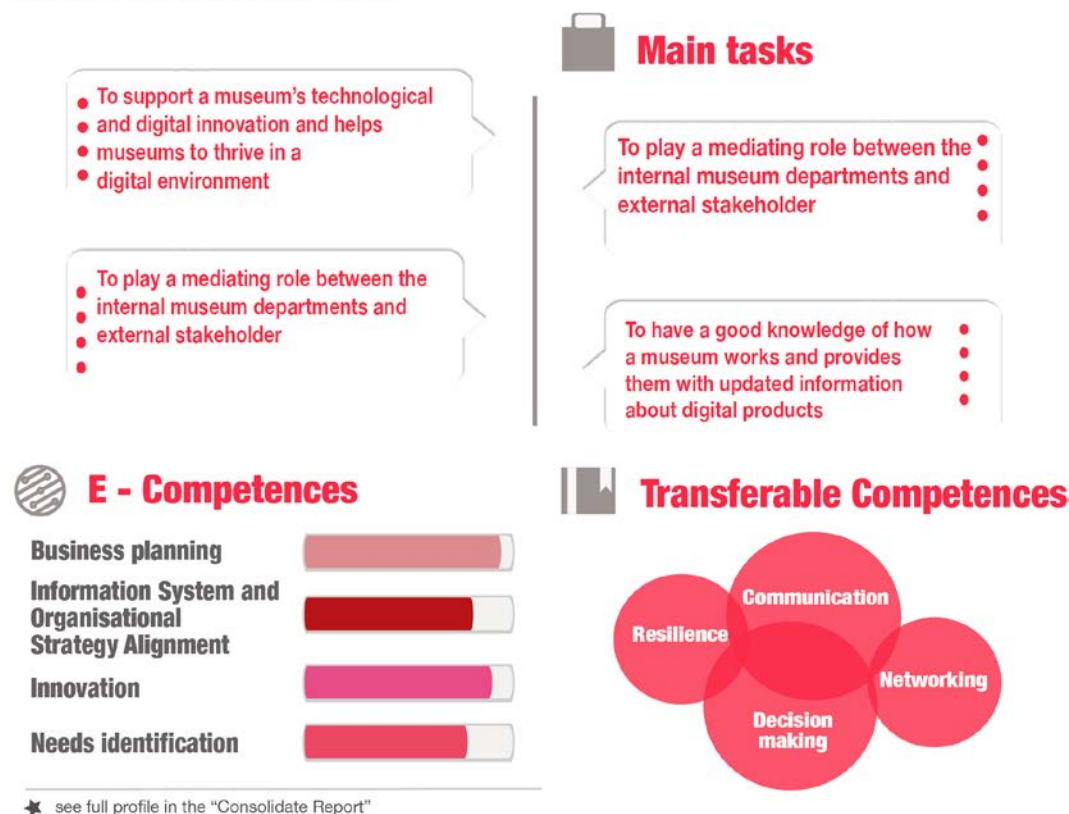 Main tasks
To support a museum's technological
and digital innovation and helps
museums to thrive in a
digital environment
To play a mediating role between the
internal museum departments and
external stakeholder
To play a mediating role between the
internal museum departments and
external stakeholder
To have a good knowledge of how
a museum works and provides
them with updated information
about digital products
E - Competences
Business planning
Information System and
Organisational
Strategy Alignment
Innovation
Needs identification
Transferable Competences
Communication
Resilience
Networking
Decision
making
see full profile in the "Consolidate Report"